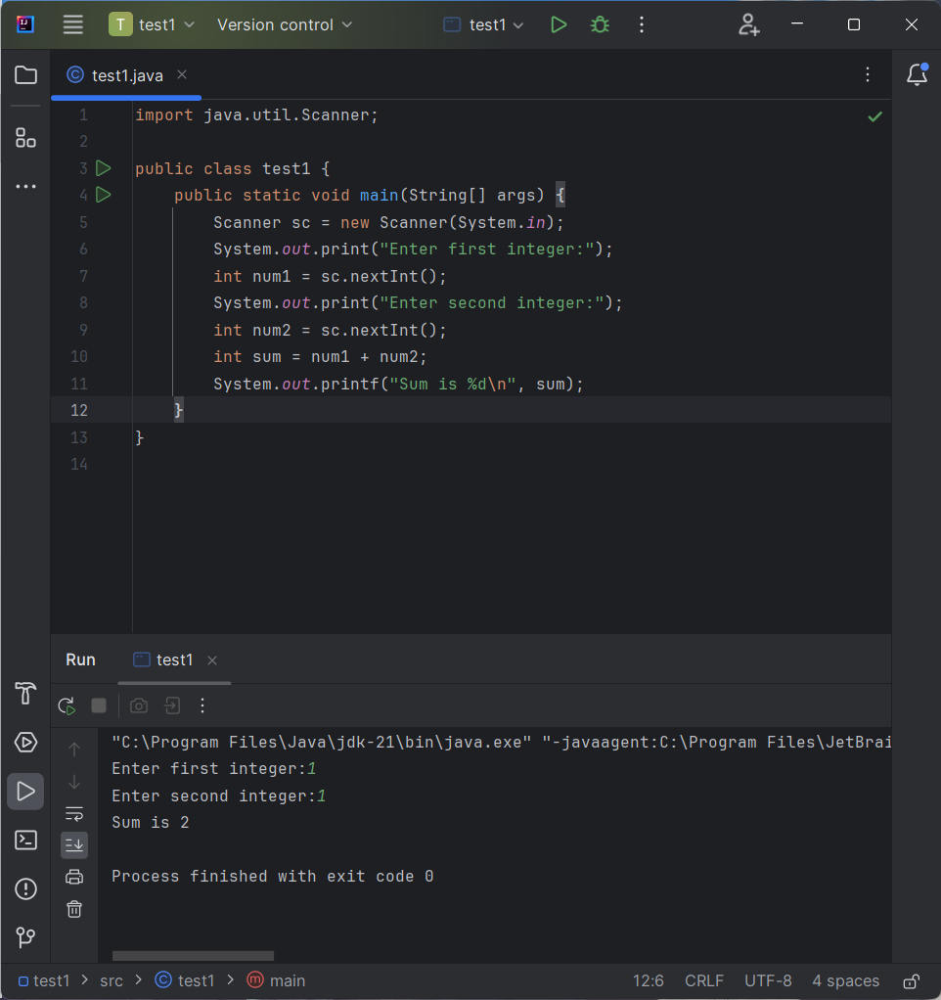 T test1 Version control test1
test1.java
1 import java.util.Scanner;
2
3 public class test1 {
4     public static void main(String[] args) {
5         Scanner sc = new Scanner(System.in);
6         System.out.print("Enter first integer:");
7         int num1 = sc.nextInt();
8         System.out.print("Enter second integer:");
9         int num2 = sc.nextInt();
10         int sum = num1 + num2;
11         System.out.printf("Sum is %d\n", sum);
12     }
13 }
14
Run test1
"C:\Program Files\Java\jdk-21\bin\java.exe" "-javaagent:C:\Program Files\JetBrai
Enter first integer:1
Enter second integer:1
Sum is 2
Process finished with exit code 0
test1 > src > C test1 > m main 12:6 CRLF UTF-8 4 spaces